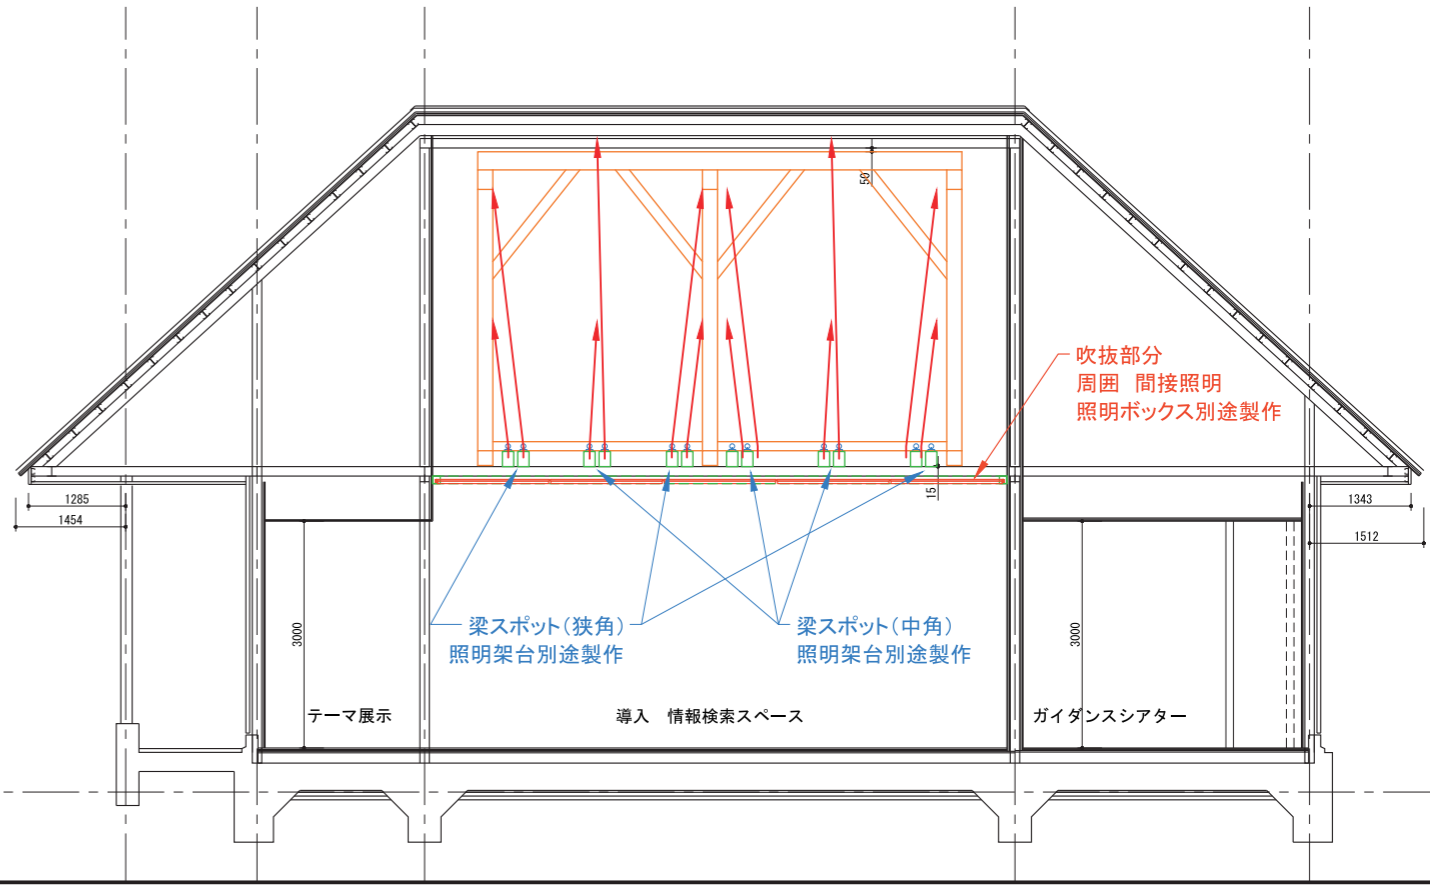 50
吹抜部分
周囲 間接照明
照明ボックス別途製作
15
1285
1454
1343
1512
3000
梁スポット(狭角)
照明架台別途製作
梁スポット(中角)
照明架台別途製作
3000
テーマ展示
導入 情報検索スペース
ガイダンスシアター